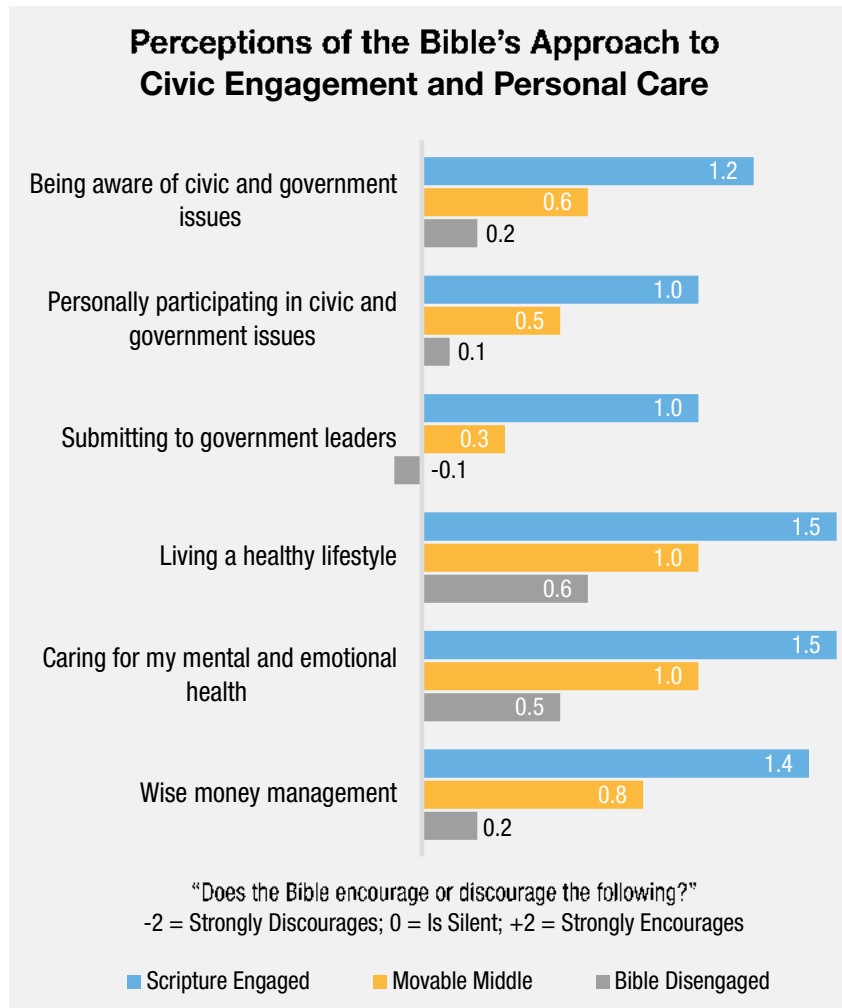 Perceptions of the Bible's Approach to
Civic Engagement and Personal Care
Being aware of civic and government
issues
1.2
0.6
0.2
Personally participating in civic and
government issues
1.0
0.5
0.1
Submitting to government leaders
1.0
0.3
-0.1
Living a healthy lifestyle
1.5
1.0
0.6
Caring for my mental and emotional
health
1.5
1.0
0.5
Wise money management
1.4
0.8
0.2
“Does the Bible encourage or discourage the following?”
-2 = Strongly Discourages; 0 = Is Silent; +2 = Strongly Encourages
Scripture Engaged Movable Middle Bible Disengaged